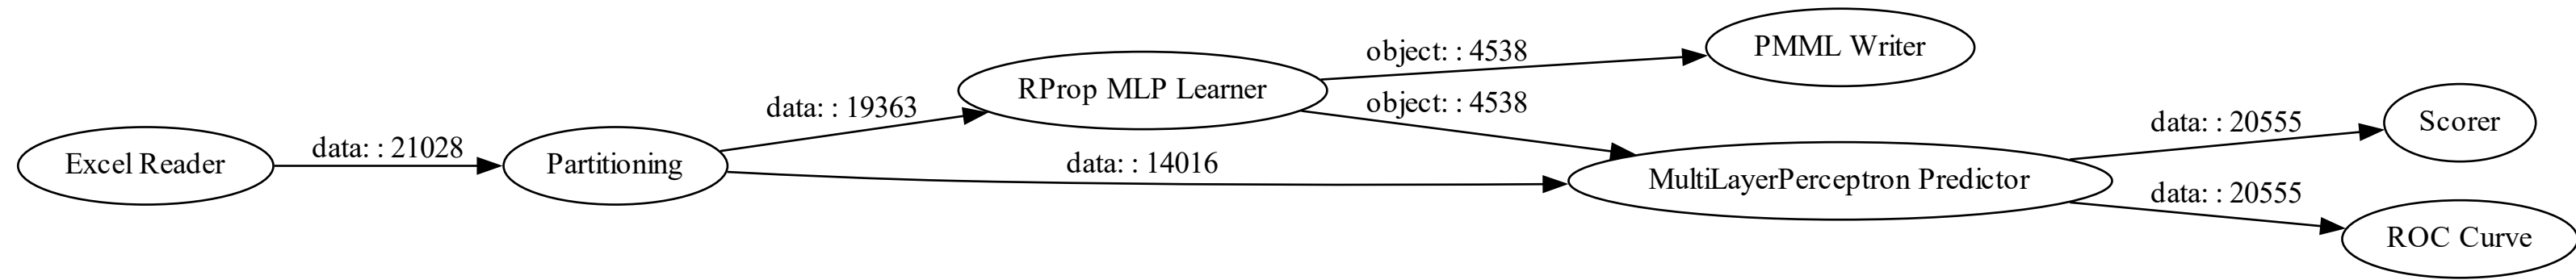 Excel Reader
data: : 21028
Partitioning
data: : 19363
data: : 14016
RProp MLP Learner
object: : 4538
object: : 4538
PMML Writer
MultiLayerPerceptron Predictor
data: : 20555
data: : 20555
Scorer
ROC Curve